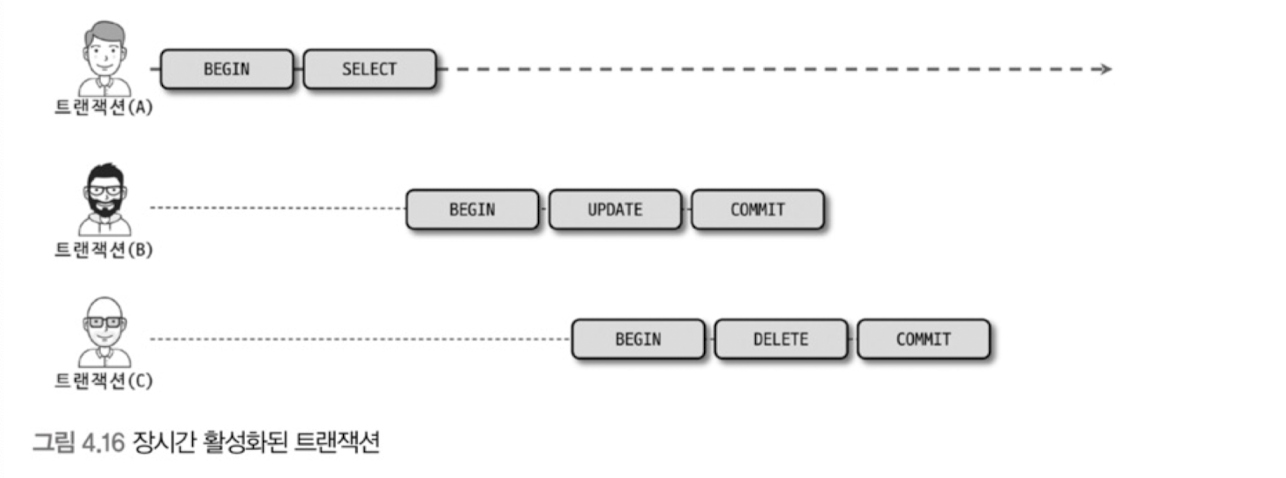 BEGIN SELECT
트랜잭션(A)
BEGIN UPDATE COMMIT
트랜잭션(B)
BEGIN DELETE COMMIT
트랜잭션(C)
그림 4.16 장시간 활성화된 트랜잭션